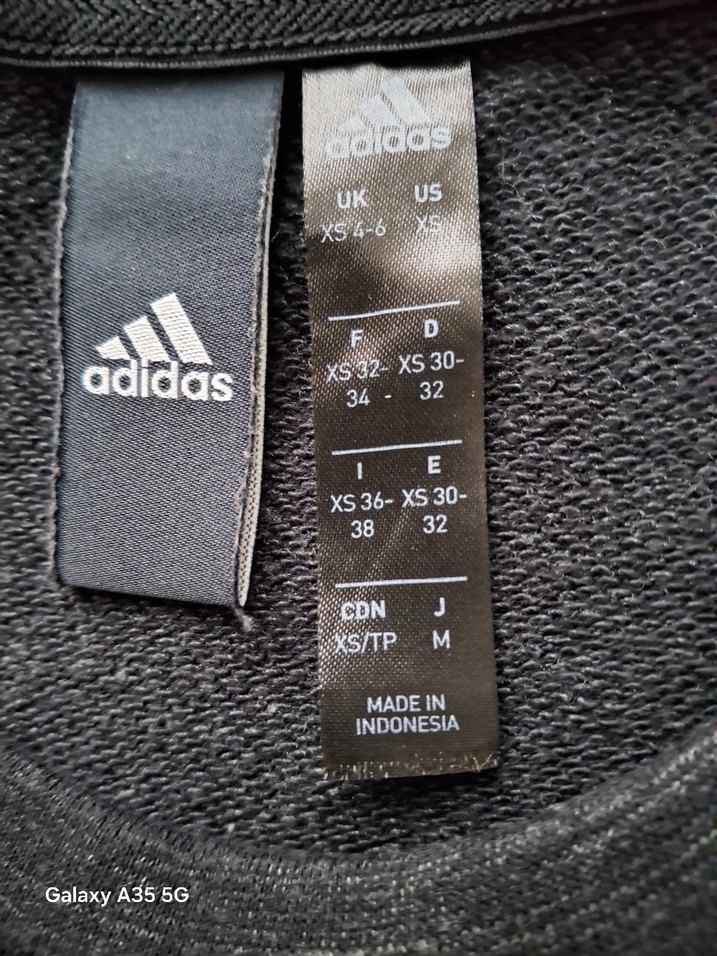 adidas
adidas
UK US
XS 4-6 XS
F D
XS 32- XS 30-
34 - 32
I E
XS 36- XS 30-
38 32
CDN J
XS/TP M
MADE IN
INDONESIA
Galaxy A35 5G